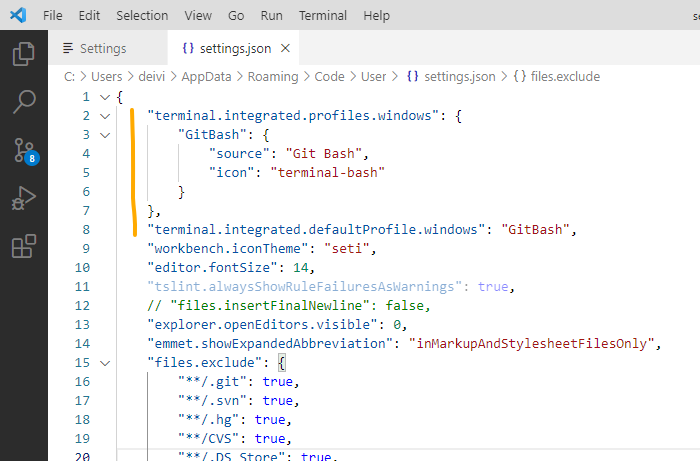 File Edit Selection View Go Run Terminal Help
Settings {} settings.json ×
C: > Users > deivi > AppData > Roaming > Code > User > {} settings.json > {} files.exclude
1 {
2 "terminal.integrated.profiles.windows": {
3 "GitBash": {
4 "source": "Git Bash",
5 "icon": "terminal-bash"
6 }
7 },
8 "terminal.integrated.defaultProfile.windows": "GitBash",
8
9 "workbench.iconTheme": "seti",
10 "editor.fontSize": 14,
11 "tslint.alwaysShowRuleFailuresAsWarnings": true,
12 // "files.insertFinalNewline": false,
13 "explorer.openEditors.visible": 0,
14 "emmet.showExpandedAbbreviation": "inMarkupAndStylesheetFilesOnly",
15 "files.exclude": {
16 "**/.git": true,
17 "**/.svn": true,
18 "**/.hg": true,
19 "**/CVS": true,
20 "**/.DS_Store": true,